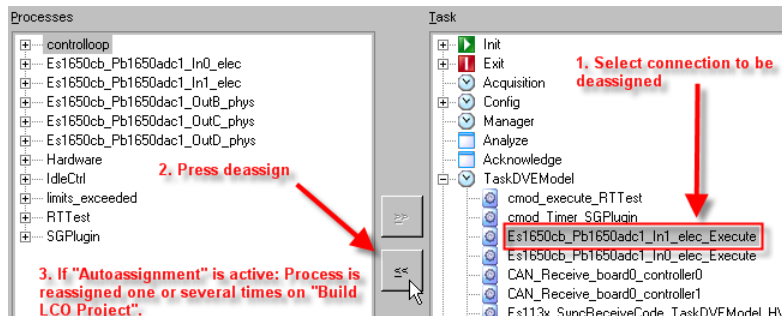 Processes
controlloop
Es1650cb_Pb1650adc1_In0_elec
Es1650cb_Pb1650adc1_In1_elec
Es1650cb_Pb1650dac1_OutB_phys
Es1650cb_Pb1650dac1_OutC_phys
Es1650cb_Pb1650dac1_OutD_phys
Hardware
IdleCtrl
limits_exceeded
RTTest
SGPlugin
2. Press deassign
3. If "Autoassignment" is active: Process is
reassigned one or several times on "Build
LCO Project".
>>
<<
Task
Init
Exit
Acquisition
Config
Manager
Analyze
Acknowledge
TaskDVEModel
cmod_execute_RTTest
cmod_Timer_SGPlugin
Es1650cb_Pb1650adc1_In1_elec_Execute
Es1650cb_Pb1650adc1_In0_elec_Execute
CAN_Receive_board0_controller0
CAN_Receive_board0_controller1
Es113x_SyncReceiveCode_TaskDVEModel_H
1. Select connection to be
deassigned